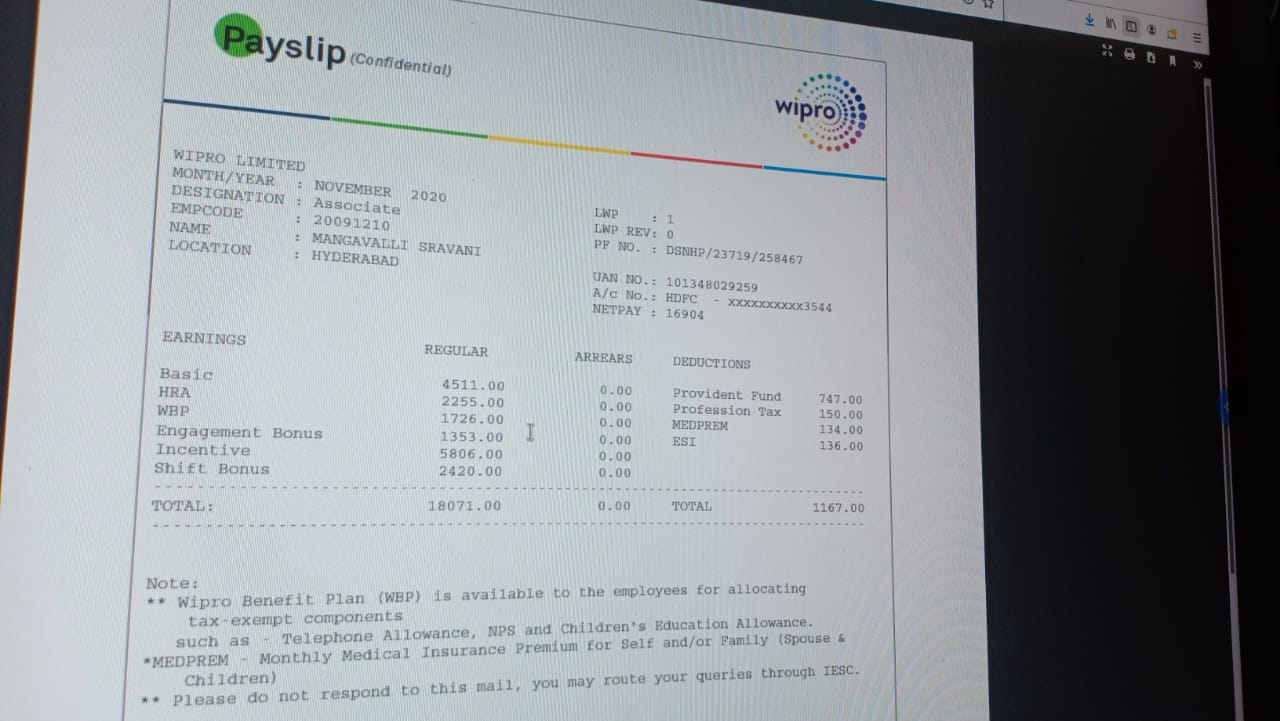 Payslip (Confidential)
wipro
WIPRO LIMITED
MONTH/YEAR : NOVEMBER 2020
DESIGNATION : Associate
EMPCODE : 20091210
NAME : MANGAVALLI SRAVANI
LOCATION : HYDERABAD
LWP : 1
LWP REV: 0
PF NO. : DSNHP/23719/258467
UAN NO.: 101348029259
A/c No.: HDFC - xxxxxxxxxx3544
NETPAY : 16904
EARNINGS REGULAR ARREARS DEDUCTIONS
Basic 4511.00 0.00 Provident Fund 747.00
HRA 2255.00 0.00 Profession Tax 150.00
WBP 1726.00 0.00 MEDPREM 134.00
Engagement Bonus 1353.00 0.00 ESI 136.00
Incentive 5806.00 0.00
Shift Bonus 2420.00 0.00
TOTAL: 18071.00 0.00 TOTAL 1167.00
Note:
** Wipro Benefit Plan (WBP) is available to the employees for allocating
tax-exempt components
such as - Telephone Allowance, NPS and Children's Education Allowance.
*MEDPREM - Monthly Medical Insurance Premium for Self and/or Family (Spouse &
Children)
** Please do not respond to this mail, you may route your queries through IESC.